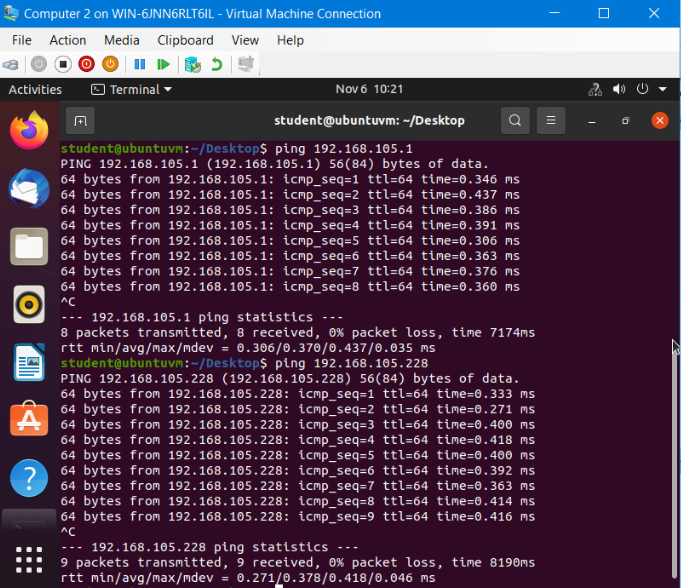 Computer 2 on WIN-6JNN6RLT6IL - Virtual Machine Connection
File Action Media Clipboard View Help
Activities Terminal Nov 6 10:21
student@ubuntuvm: ~/Desktop
student@ubuntuvm:~/Desktop$ ping 192.168.105.1
PING 192.168.105.1 (192.168.105.1) 56(84) bytes of data.
64 bytes from 192.168.105.1: icmp_seq=1 ttl=64 time=0.346 ms
64 bytes from 192.168.105.1: icmp_seq=2 ttl=64 time=0.437 ms
64 bytes from 192.168.105.1: icmp_seq=3 ttl=64 time=0.386 ms
64 bytes from 192.168.105.1: icmp_seq=4 ttl=64 time=0.391 ms
64 bytes from 192.168.105.1: icmp_seq=5 ttl=64 time=0.306 ms
64 bytes from 192.168.105.1: icmp_seq=6 ttl=64 time=0.363 ms
64 bytes from 192.168.105.1: icmp_seq=7 ttl=64 time=0.376 ms
64 bytes from 192.168.105.1: icmp_seq=8 ttl=64 time=0.360 ms
^C
--- 192.168.105.1 ping statistics ---
8 packets transmitted, 8 received, 0% packet loss, time 7174ms
rtt min/avg/max/mdev = 0.306/0.370/0.437/0.035 ms
student@ubuntuvm:~/Desktop$ ping 192.168.105.228
PING 192.168.105.228 (192.168.105.228) 56(84) bytes of data.
64 bytes from 192.168.105.228: icmp_seq=1 ttl=64 time=0.333 ms
64 bytes from 192.168.105.228: icmp_seq=2 ttl=64 time=0.271 ms
64 bytes from 192.168.105.228: icmp_seq=3 ttl=64 time=0.400 ms
64 bytes from 192.168.105.228: icmp_seq=4 ttl=64 time=0.418 ms
64 bytes from 192.168.105.228: icmp_seq=5 ttl=64 time=0.400 ms
64 bytes from 192.168.105.228: icmp_seq=6 ttl=64 time=0.392 ms
64 bytes from 192.168.105.228: icmp_seq=7 ttl=64 time=0.363 ms
64 bytes from 192.168.105.228: icmp_seq=8 ttl=64 time=0.414 ms
64 bytes from 192.168.105.228: icmp_seq=9 ttl=64 time=0.416 ms
^C
--- 192.168.105.228 ping statistics ---
9 packets transmitted, 9 received, 0% packet loss, time 8190ms
rtt min/avg/max/mdev = 0.271/0.378/0.418/0.046 ms